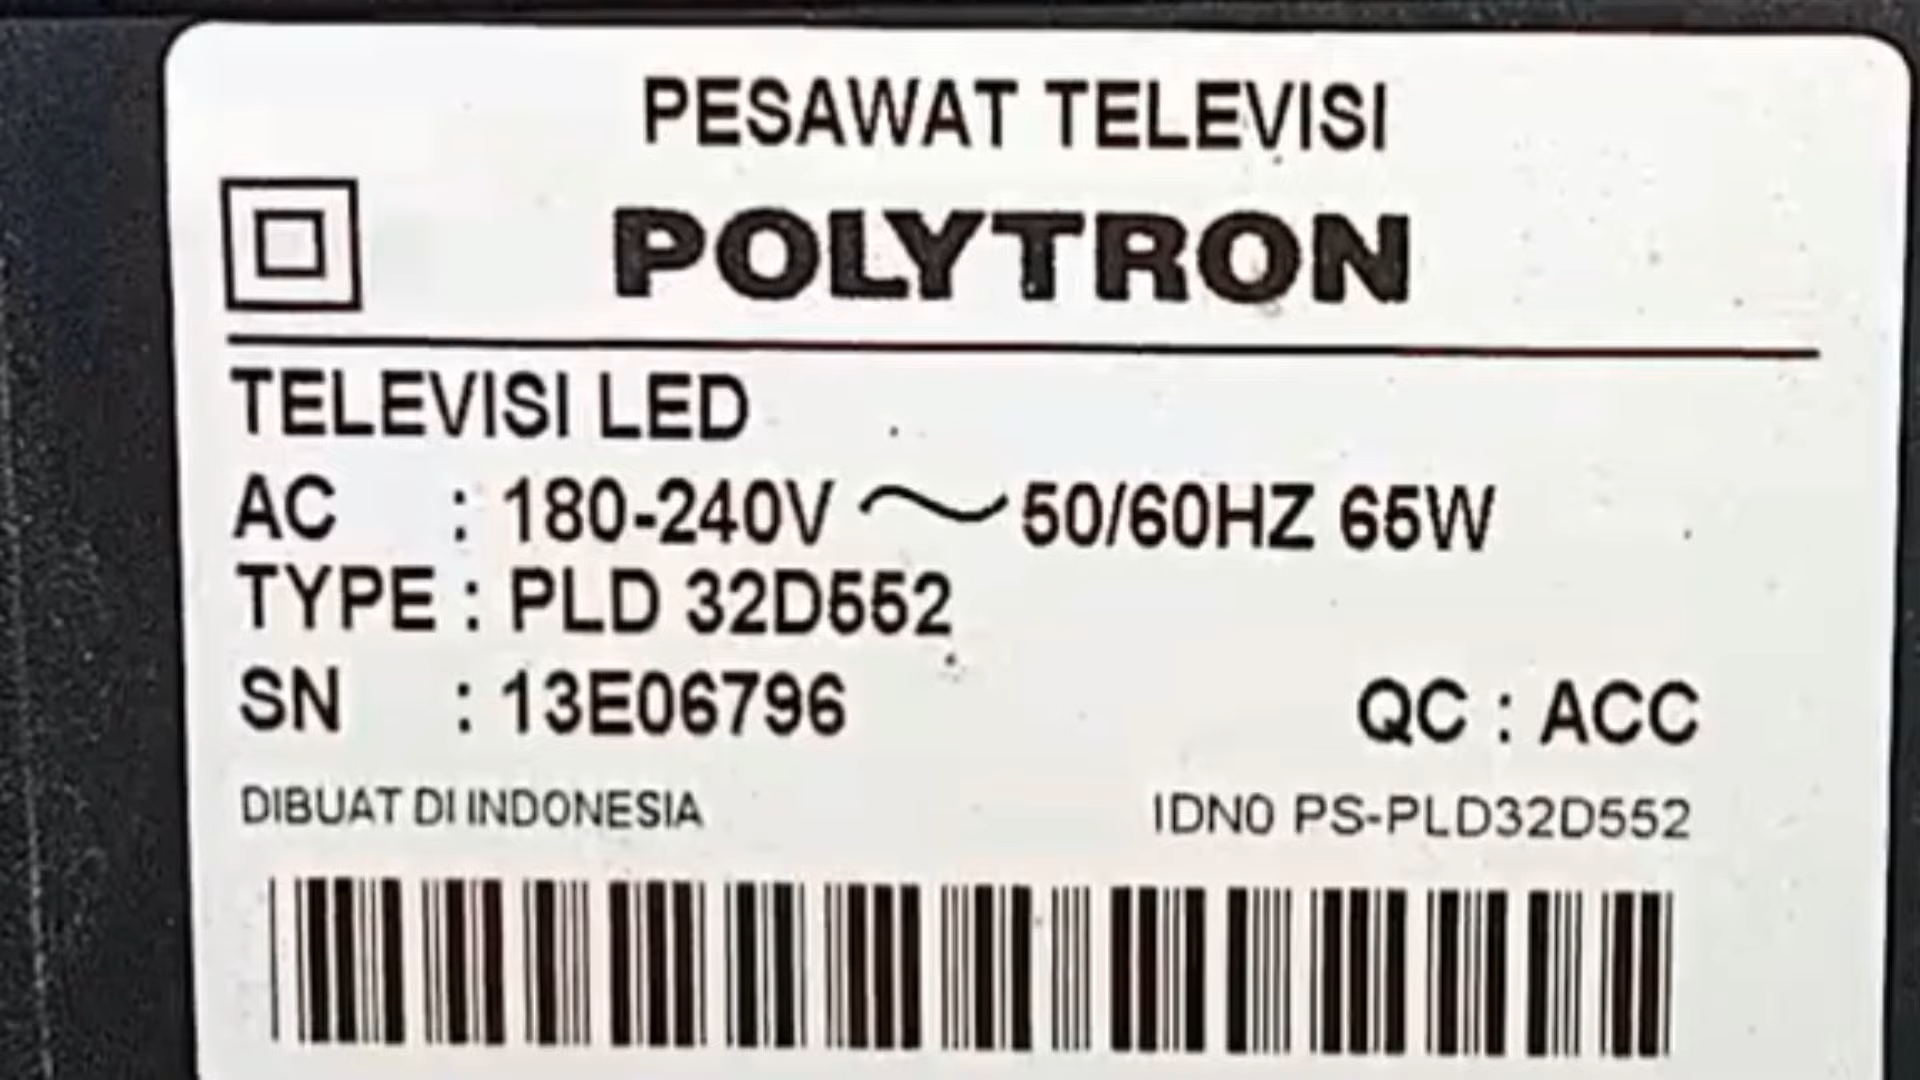 PESAWAT TELEVISI
POLYTRON
TELEVISI LED
AC : 180-240V ~ 50/60HZ 65W
TYPE : PLD 32D552
SN : 13E06796 QC : ACC
DIBUAT DI INDONESIA IDN0 PS-PLD32D552